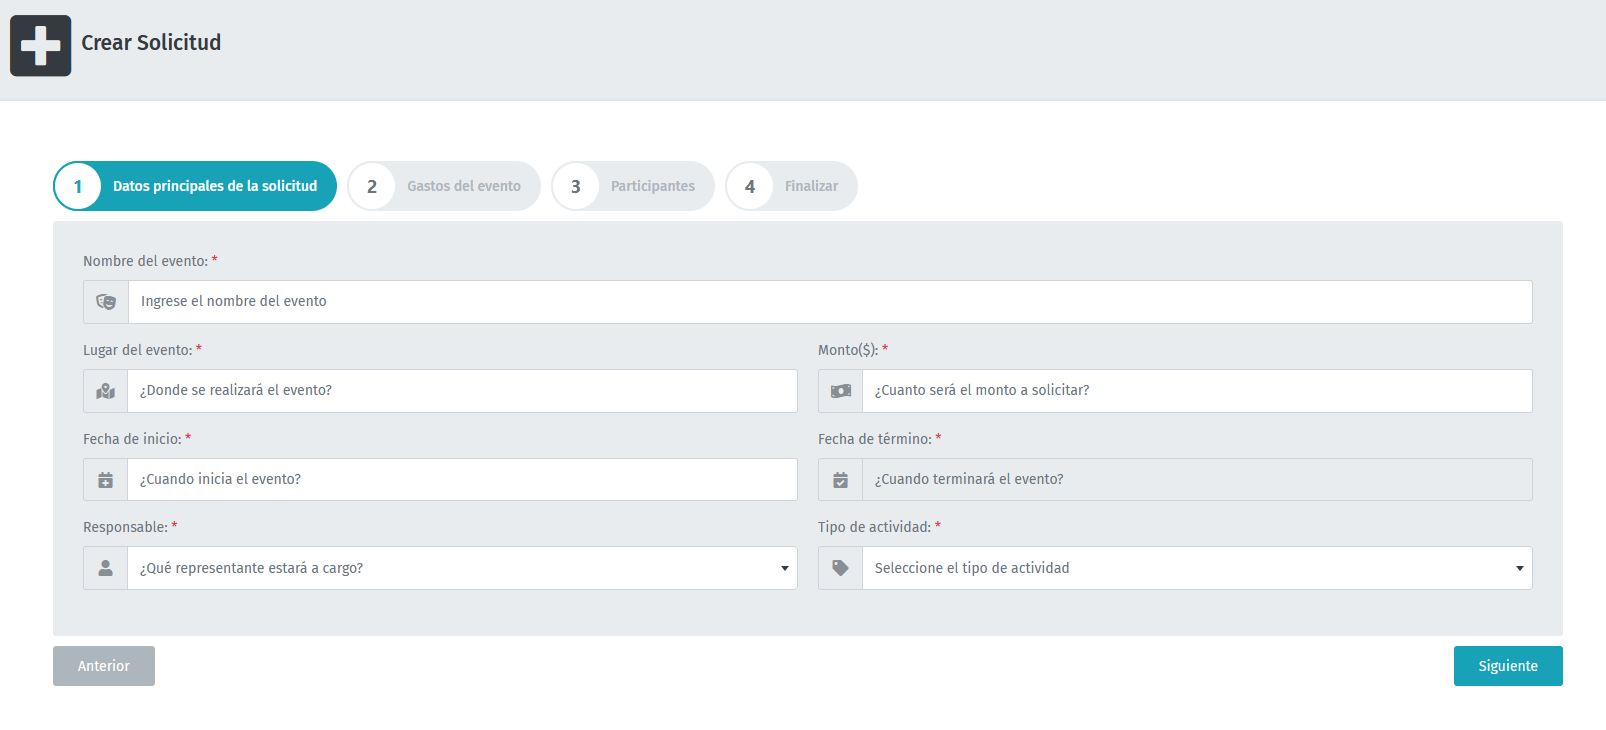 Crear Solicitud
1 Datos principales de la solicitud 2 Gastos del evento 3 Participantes 4 Finalizar
Nombre del evento: *
Ingrese el nombre del evento
Lugar del evento: * Monto($): *
¿Donde se realizará el evento? ¿Cuanto será el monto a solicitar?
Fecha de inicio: * Fecha de término: *
¿Cuando inicia el evento? ¿Cuando terminará el evento?
Responsable: * Tipo de actividad: *
¿Qué representante estará a cargo? Seleccione el tipo de actividad
Anterior Siguiente